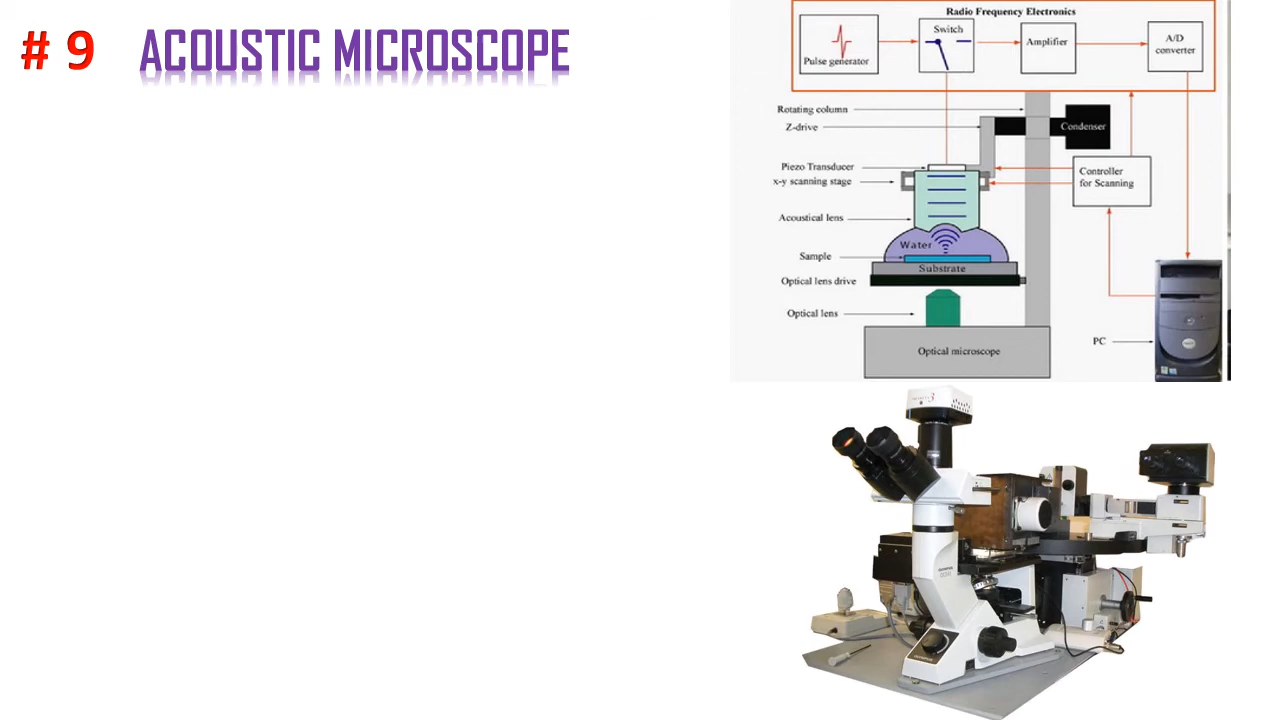 # 9 ACOUSTIC MICROSCOPE
Radio Frequency Electronics
Pulse generator
Switch
Amplifier
A/D
converter
Rotating column
Z-drive
Condenser
Piezo Transducer
x-y scanning stage
Controller
for Scanning
Acoustical lens
Water
Sample
Substrate
Optical lens drive
Optical lens
PC
Optical microscope
OLYMPUS